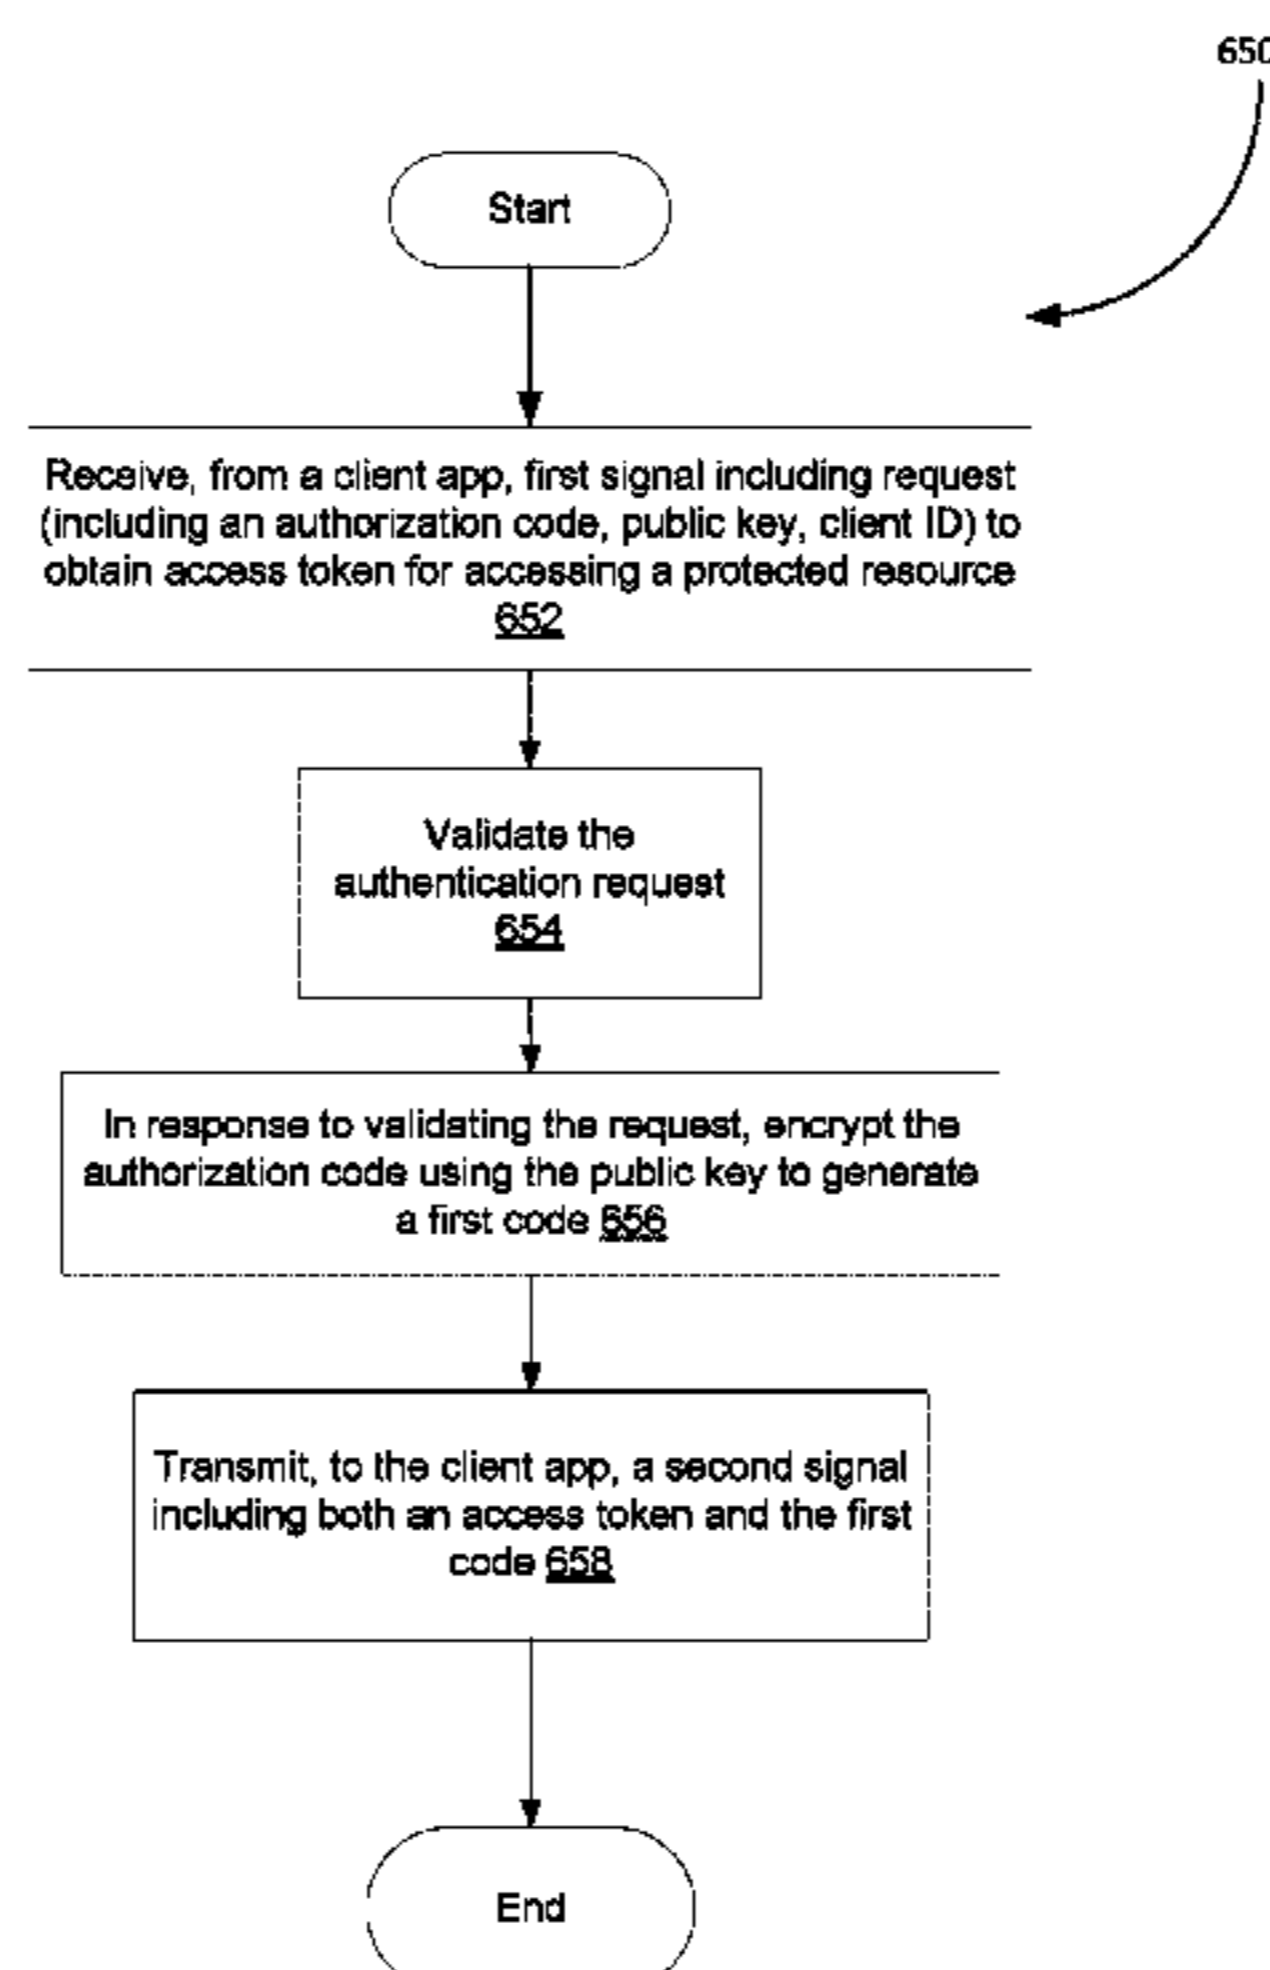 650
Start
Receive, from a client app, first signal including request
(including an authorization code, public key, client ID) to
obtain access token for accessing a protected resource
652
Validate the
authentication request
654
In response to validating the request, encrypt the
authorization code using the public key to generate
a first code 656
Transmit, to the client app, a second signal
including both an access token and the first
code 658
End